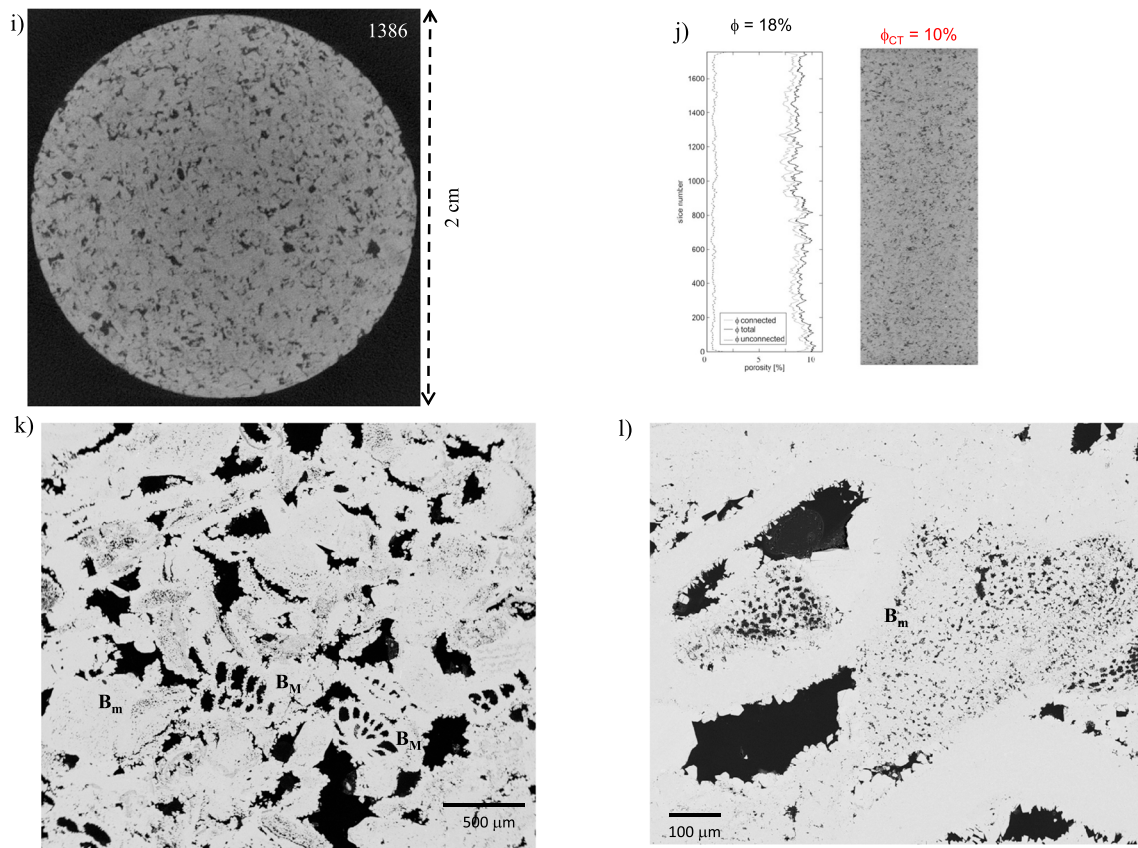 i)
1386
2 cm
j)
ϕ = 18%
ϕCT = 10%
1600
1400
1200
1000
800
600
400
200
0
slice number
ϕ connected
ϕ total
ϕ unconnected
0 5 10
porosity [%]
k)
Bm
BM
BM
500 μm
l)
Bm
100 μm